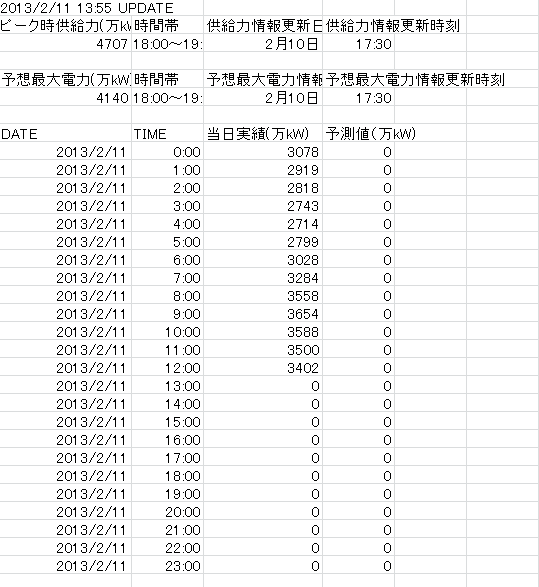 2013/2/11 13:55 UPDATE
ピーク時供給力(万kW 時間帯 供給力情報更新日 供給力情報更新時刻
4707 18:00～19: 2月10日 17:30
予想最大電力(万kW) 時間帯 予想最大電力情報 予想最大電力情報更新時刻
4140 18:00～19: 2月10日 17:30
DATE TIME 当日実績(万kW) 予測値(万kW)
2013/2/11 0:00 3078 0
2013/2/11 1:00 2919 0
2013/2/11 2:00 2818 0
2013/2/11 3:00 2743 0
2013/2/11 4:00 2714 0
2013/2/11 5:00 2799 0
2013/2/11 6:00 3028 0
2013/2/11 7:00 3284 0
2013/2/11 8:00 3558 0
2013/2/11 9:00 3654 0
2013/2/11 10:00 3588 0
2013/2/11 11:00 3500 0
2013/2/11 12:00 3402 0
2013/2/11 13:00 0 0
2013/2/11 14:00 0 0
2013/2/11 15:00 0 0
2013/2/11 16:00 0 0
2013/2/11 17:00 0 0
2013/2/11 18:00 0 0
2013/2/11 19:00 0 0
2013/2/11 20:00 0 0
2013/2/11 21:00 0 0
2013/2/11 22:00 0 0
2013/2/11 23:00 0 0